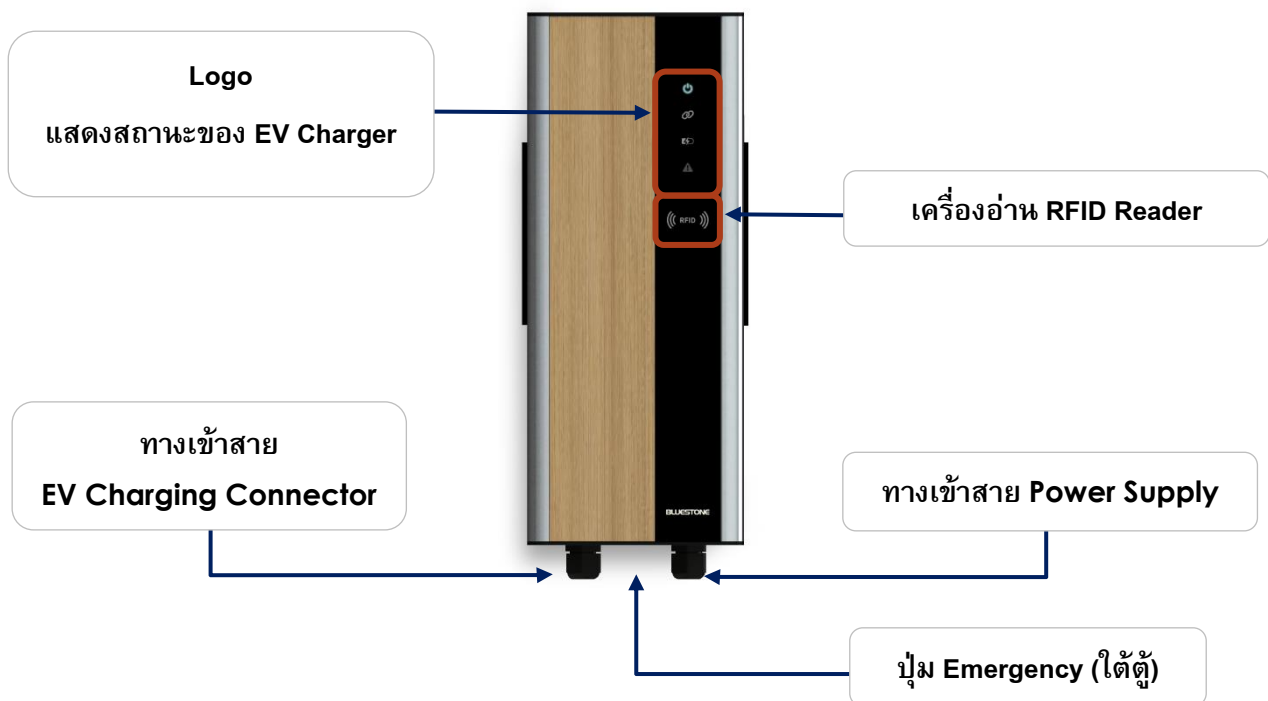 Logo
แสดงสถานะของ EV Charger
RFID
เครื่องอ่าน RFID Reader
ทางเข้าสาย
EV Charging Connector
ทางเข้าสาย Power Supply
BLUESTONE
ปุ่ม Emergency (ใต้ตู้)